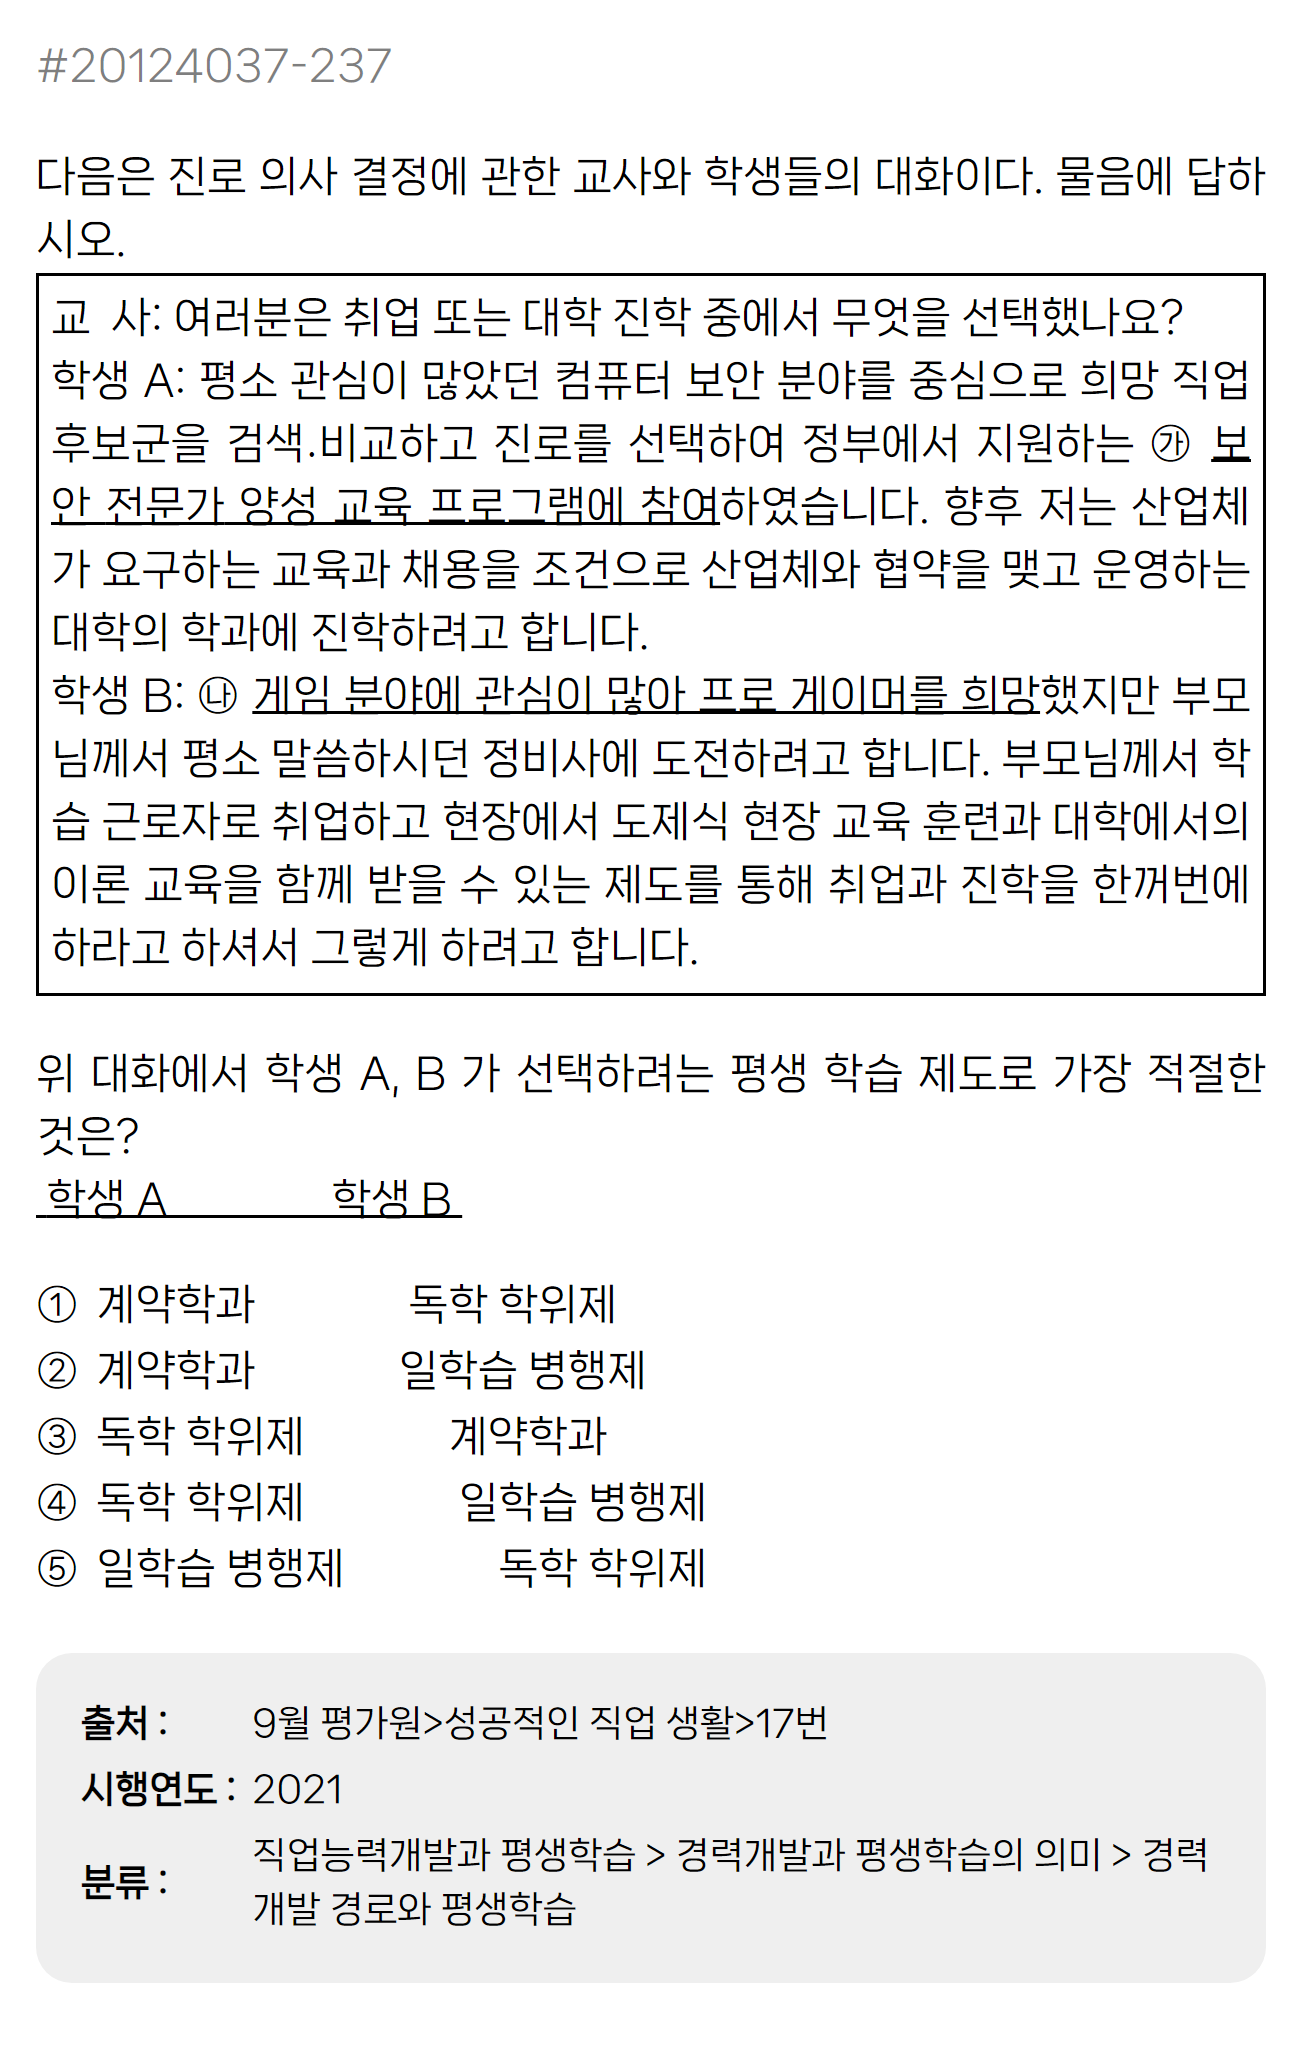 #20124037-237
다음은 진로 의사 결정에 관한 교사와 학생들의 대화이다. 물음에 답하
시오.
교 사: 여러분은 취업 또는 대학 진학 중에서 무엇을 선택했나요?
학생 A: 평소 관심이 많았던 컴퓨터 보안 분야를 중심으로 희망 직업
후보군을 검색.비교하고 진로를 선택하여 정부에서 지원하는 ㉮ 보
안 전문가 양성 교육 프로그램에 참여하였습니다. 향후 저는 산업체
가 요구하는 교육과 채용을 조건으로 산업체와 협약을 맺고 운영하는
대학의 학과에 진학하려고 합니다.
학생 B: ㉯ 게임 분야에 관심이 많아 프로 게이머를 희망했지만 부모
님께서 평소 말씀하시던 정비사에 도전하려고 합니다. 부모님께서 학
습 근로자로 취업하고 현장에서 도제식 현장 교육 훈련과 대학에서의
이론 교육을 함께 받을 수 있는 제도를 통해 취업과 진학을 한꺼번에
하라고 하셔서 그렇게 하려고 합니다.
위 대화에서 학생 A, B 가 선택하려는 평생 학습 제도로 가장 적절한
것은?
학생 A 학생 B
① 계약학과 독학 학위제
② 계약학과 일학습 병행제
③ 독학 학위제 계약학과
④ 독학 학위제 일학습 병행제
⑤ 일학습 병행제 독학 학위제
출처 : 9월 평가원>성공적인 직업 생활>17번
시행연도 : 2021
분류 : 직업능력개발과 평생학습 > 경력개발과 평생학습의 의미 > 경력
개발 경로와 평생학습